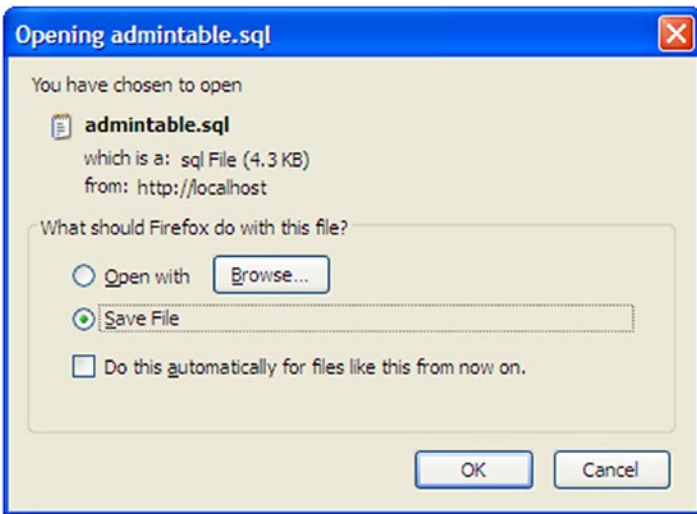 Opening admintable.sql
You have chosen to open
admintable.sql
which is a: sql File (4.3 KB)
from: http://localhost
What should Firefox do with this file?
Open with Browse...
Save File
Do this automatically for files like this from now on.
OK Cancel